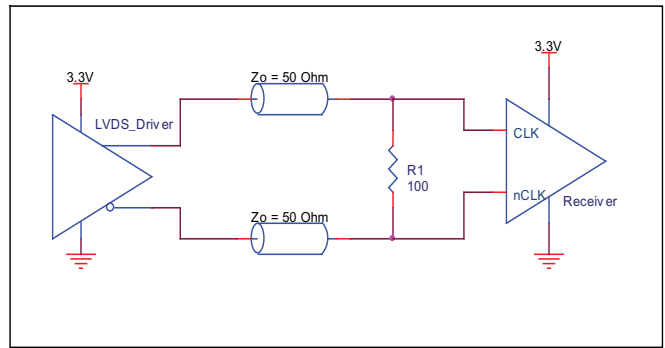 3.3V
3.3V
Zo = 50 Ohm
LVDS_Driver
CLK
R1
100
nCLK
Receiver
Zo = 50 Ohm